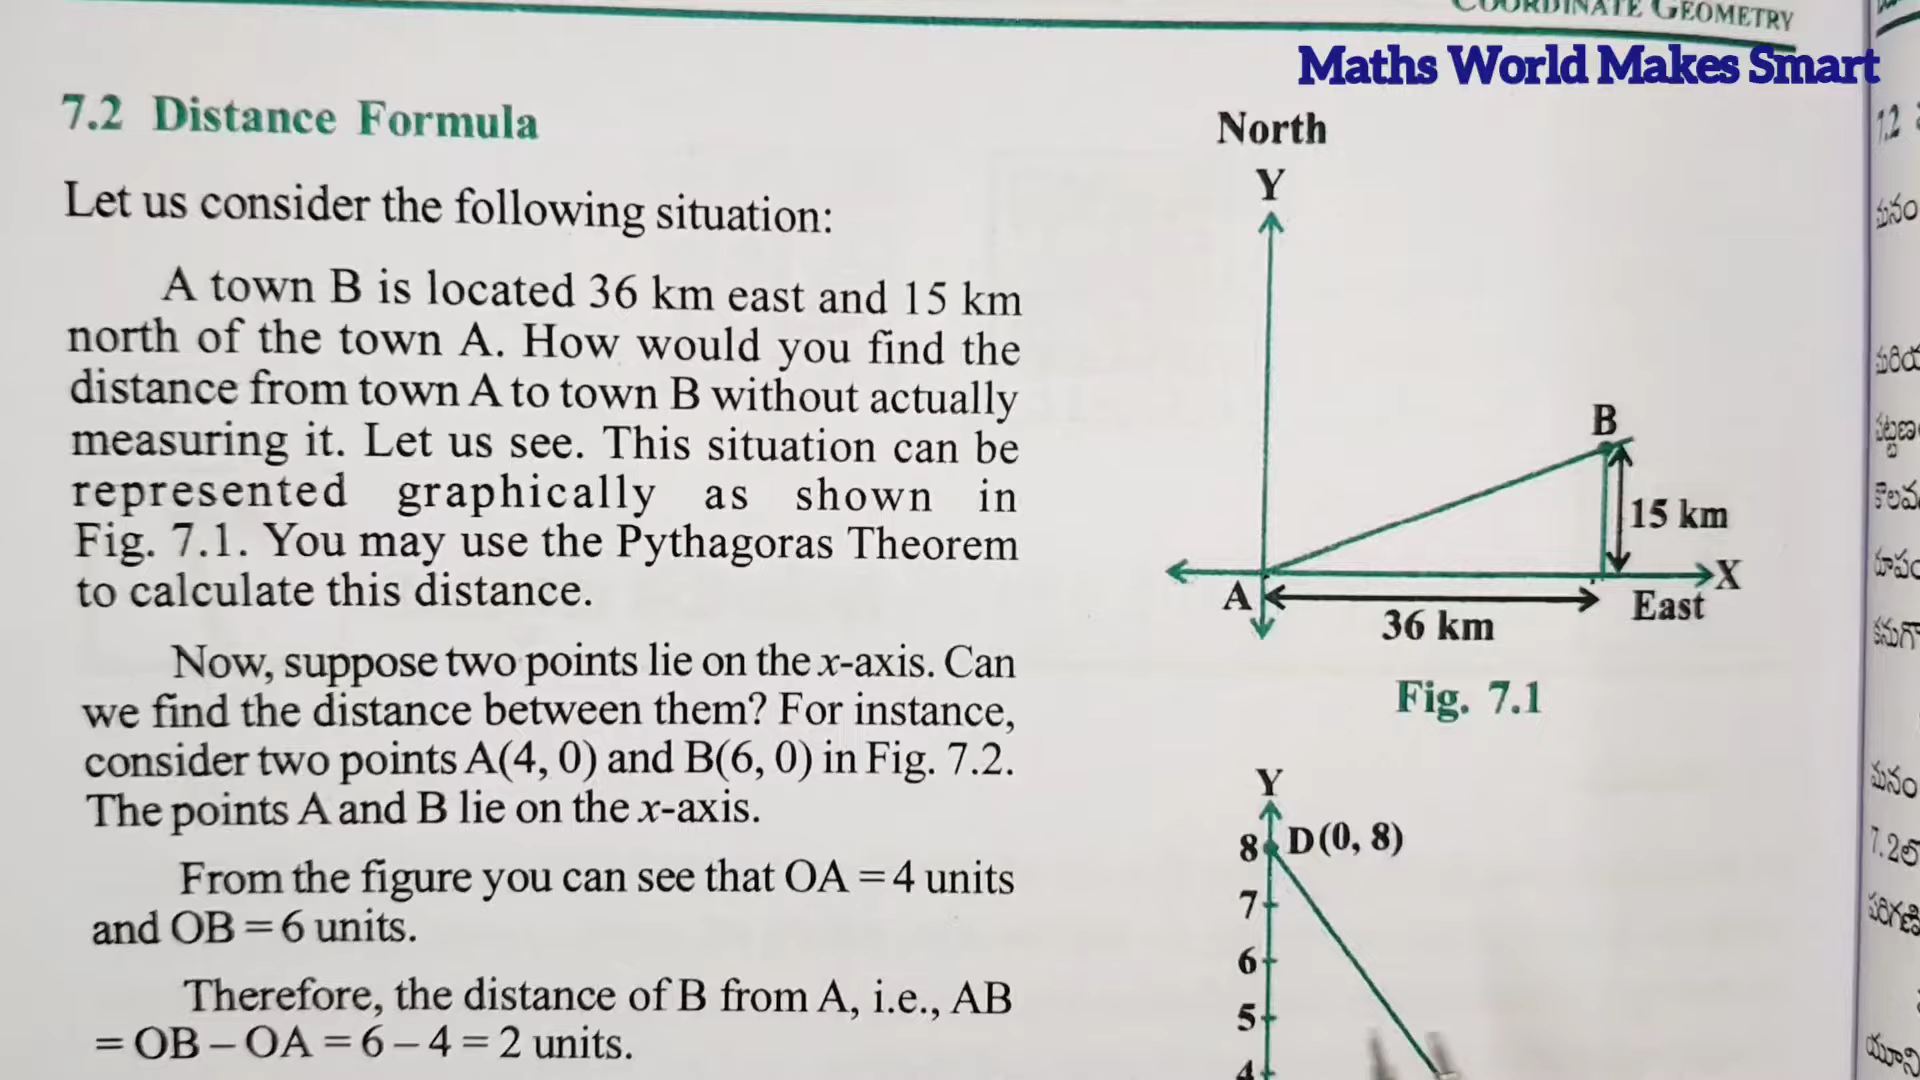 COORDINATE GEOMETRY
Maths World Makes Smart
7.2 Distance Formula
Let us consider the following situation:
A town B is located 36 km east and 15 km
north of the town A. How would you find the
distance from town A to town B without actually
measuring it. Let us see. This situation can be
represented graphically as shown in
Fig. 7.1. You may use the Pythagoras Theorem
to calculate this distance.
Now, suppose two points lie on the x-axis. Can
we find the distance between them? For instance,
consider two points A(4, 0) and B(6, 0) in Fig. 7.2.
The points A and B lie on the x-axis.
From the figure you can see that OA = 4 units
and OB = 6 units.
Therefore, the distance of B from A, i.e., AB
= OB – OA = 6 – 4 = 2 units.
North
Y
B
15 km
X
A
East
36 km
Fig. 7.1
Y
8
D(0, 8)
7
6
5
4
7.2
మనం
మనం